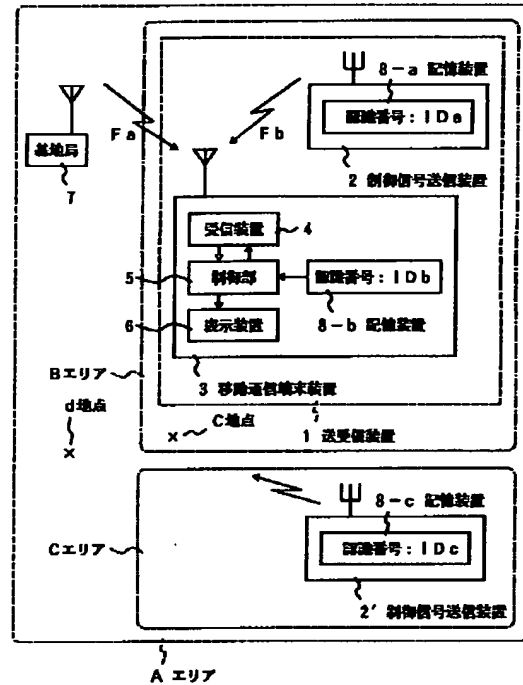 8-a 記憶装置
認識番号：IDa
Fa
Fb
基地局
7
2 制御信号送信装置
受信装置
4
5
制御部
認識番号：IDb
6
表示装置
8-b 記憶装置
3 移動通信端末装置
Bエリア
d地点
×
× C地点
1 送受信装置
8-c 記憶装置
認識番号：IDc
Cエリア
2' 制御信号送信装置
A エリア